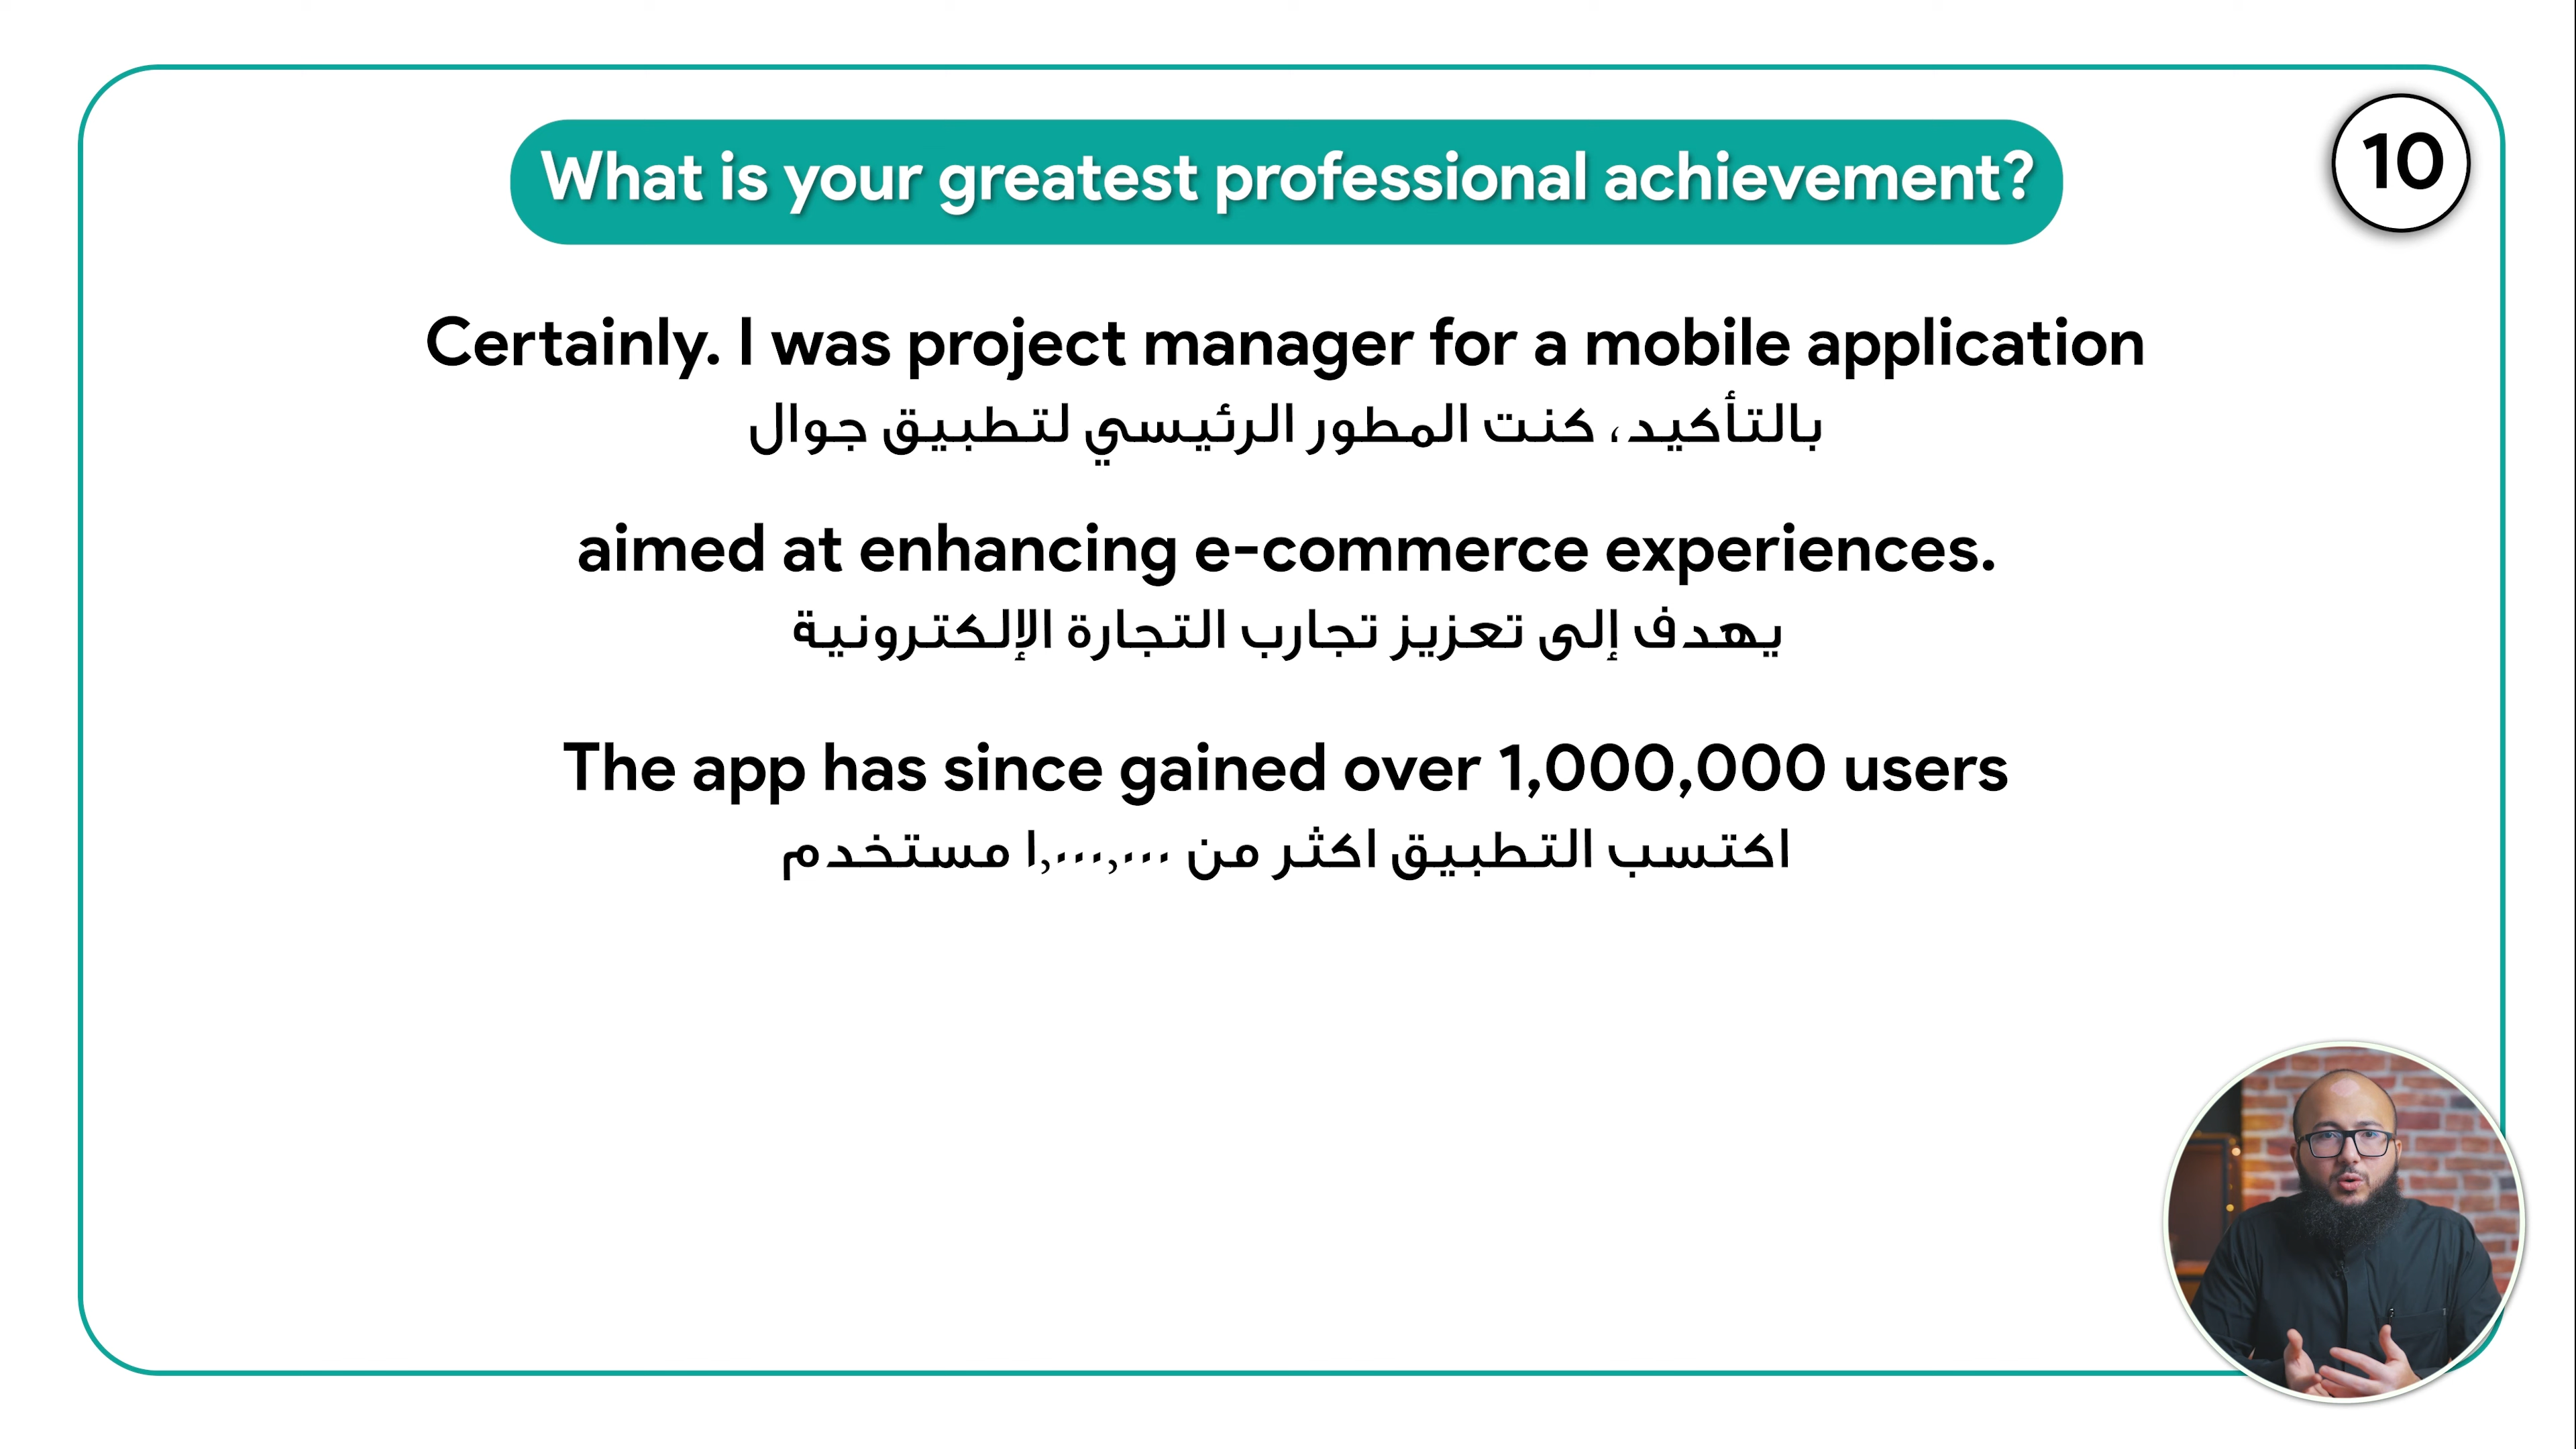 What is your greatest professional achievement?
10
Certainly. I was project manager for a mobile application
بالتأكيد، كنت المطور الرئيسي لتطبيق جوال
aimed at enhancing e-commerce experiences.
يهدف إلى تعزيز تجارب التجارة الإلكترونية
The app has since gained over 1,000,000 users
اكتسب التطبيق اكثر من ١,٠٠٠,٠٠٠ مستخدم